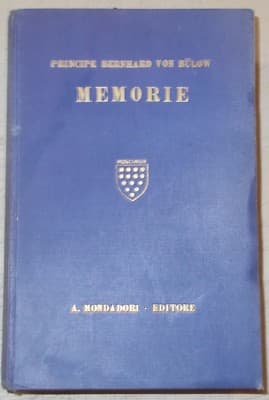 PRINCIPE BERNHARD VON BÜLOW
MEMORIE
A. MONDADORI - EDITORE